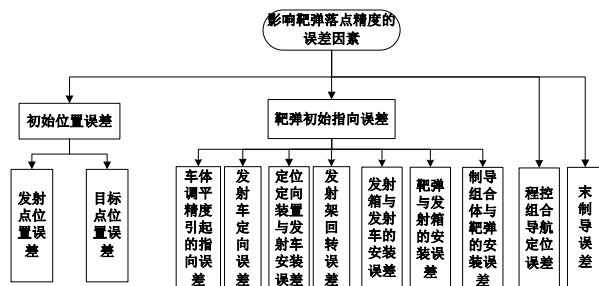 影响靶弹落点精度的
误差因素
初始位置误差
靶弹初始指向误差
发射
点位
置误
差
目标
点位
置误
差
车体
调平
精度
引起
的指
向误
差
发
射
车
定
向
误
差
定位
定向
装置
与发
射车
安装
误差
发
射
架
回
转
误
差
发射
箱与
发射
车的
安装
误差
靶弹
与发
射箱
的安
装误
差
制导
组合
体与
靶弹
的安
装误
差
程控
组合
导航
定位
误差
末
制
导
误
差